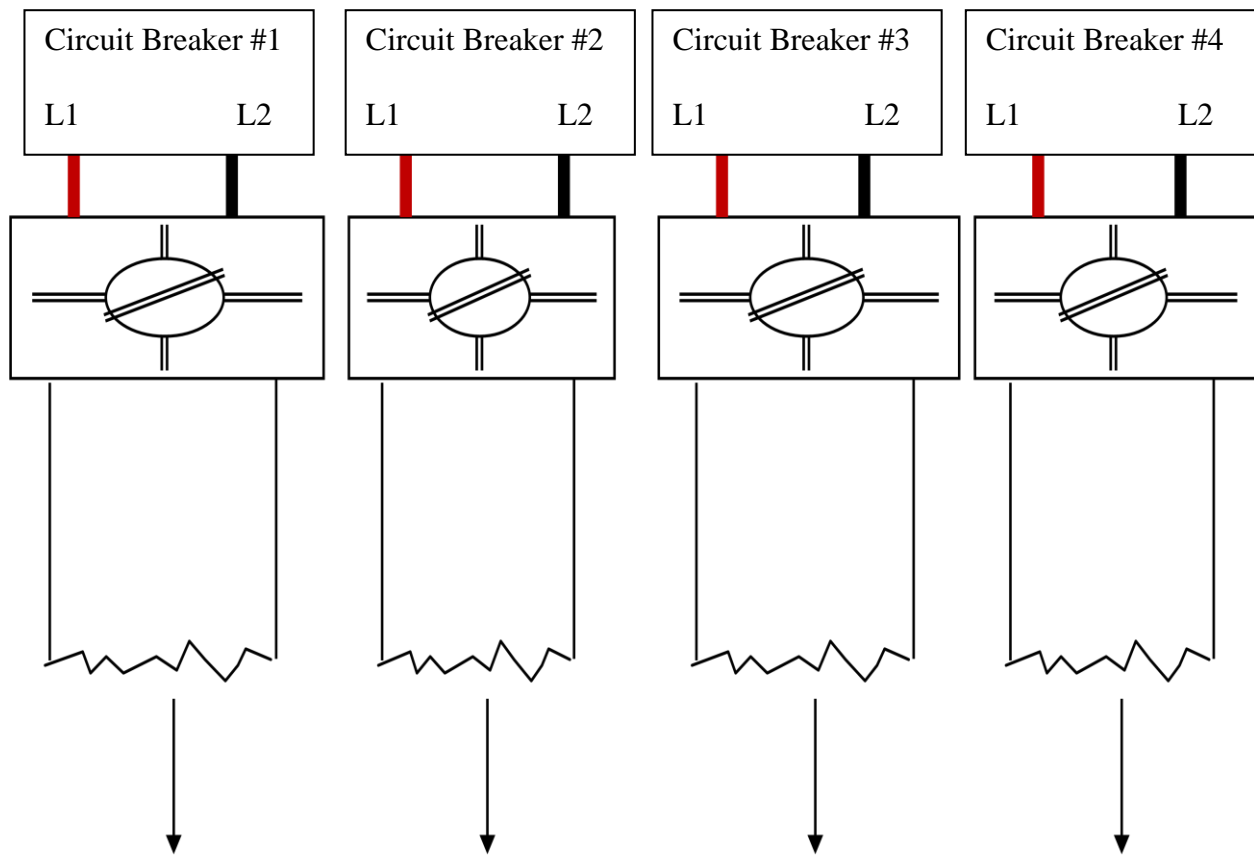 Circuit Breaker #1
L1 L2
Circuit Breaker #2
L1 L2
Circuit Breaker #3
L1 L2
Circuit Breaker #4
L1 L2